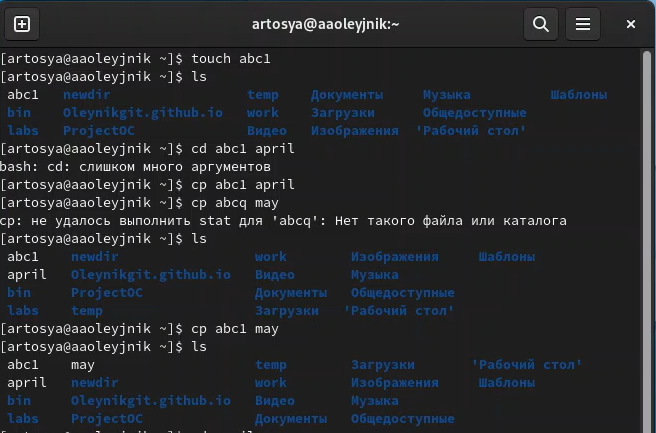 artosya@aaoleyjnik:~
[artosya@aaoleyjnik ~]$ touch abc1
[artosya@aaoleyjnik ~]$ ls
abc1 newdir temp Документы Музыка Шаблоны
bin Oleynikgit.github.io work Загрузки Общедоступные
labs ProjectOC Видео Изображения 'Рабочий стол'
[artosya@aaoleyjnik ~]$ cd abc1 april
bash: cd: слишком много аргументов
[artosya@aaoleyjnik ~]$ cp abc1 april
[artosya@aaoleyjnik ~]$ cp abcq may
cp: не удалось выполнить stat для 'abcq': Нет такого файла или каталога
[artosya@aaoleyjnik ~]$ ls
abc1 newdir work Изображения Шаблоны
april Oleynikgit.github.io Видео Музыка
bin ProjectOC Документы Общедоступные
labs temp Загрузки 'Рабочий стол'
[artosya@aaoleyjnik ~]$ cp abc1 may
[artosya@aaoleyjnik ~]$ ls
abc1 may temp Загрузки 'Рабочий стол'
april newdir work Изображения Шаблоны
bin Oleynikgit.github.io Видео Музыка
labs ProjectOC Документы Общедоступные